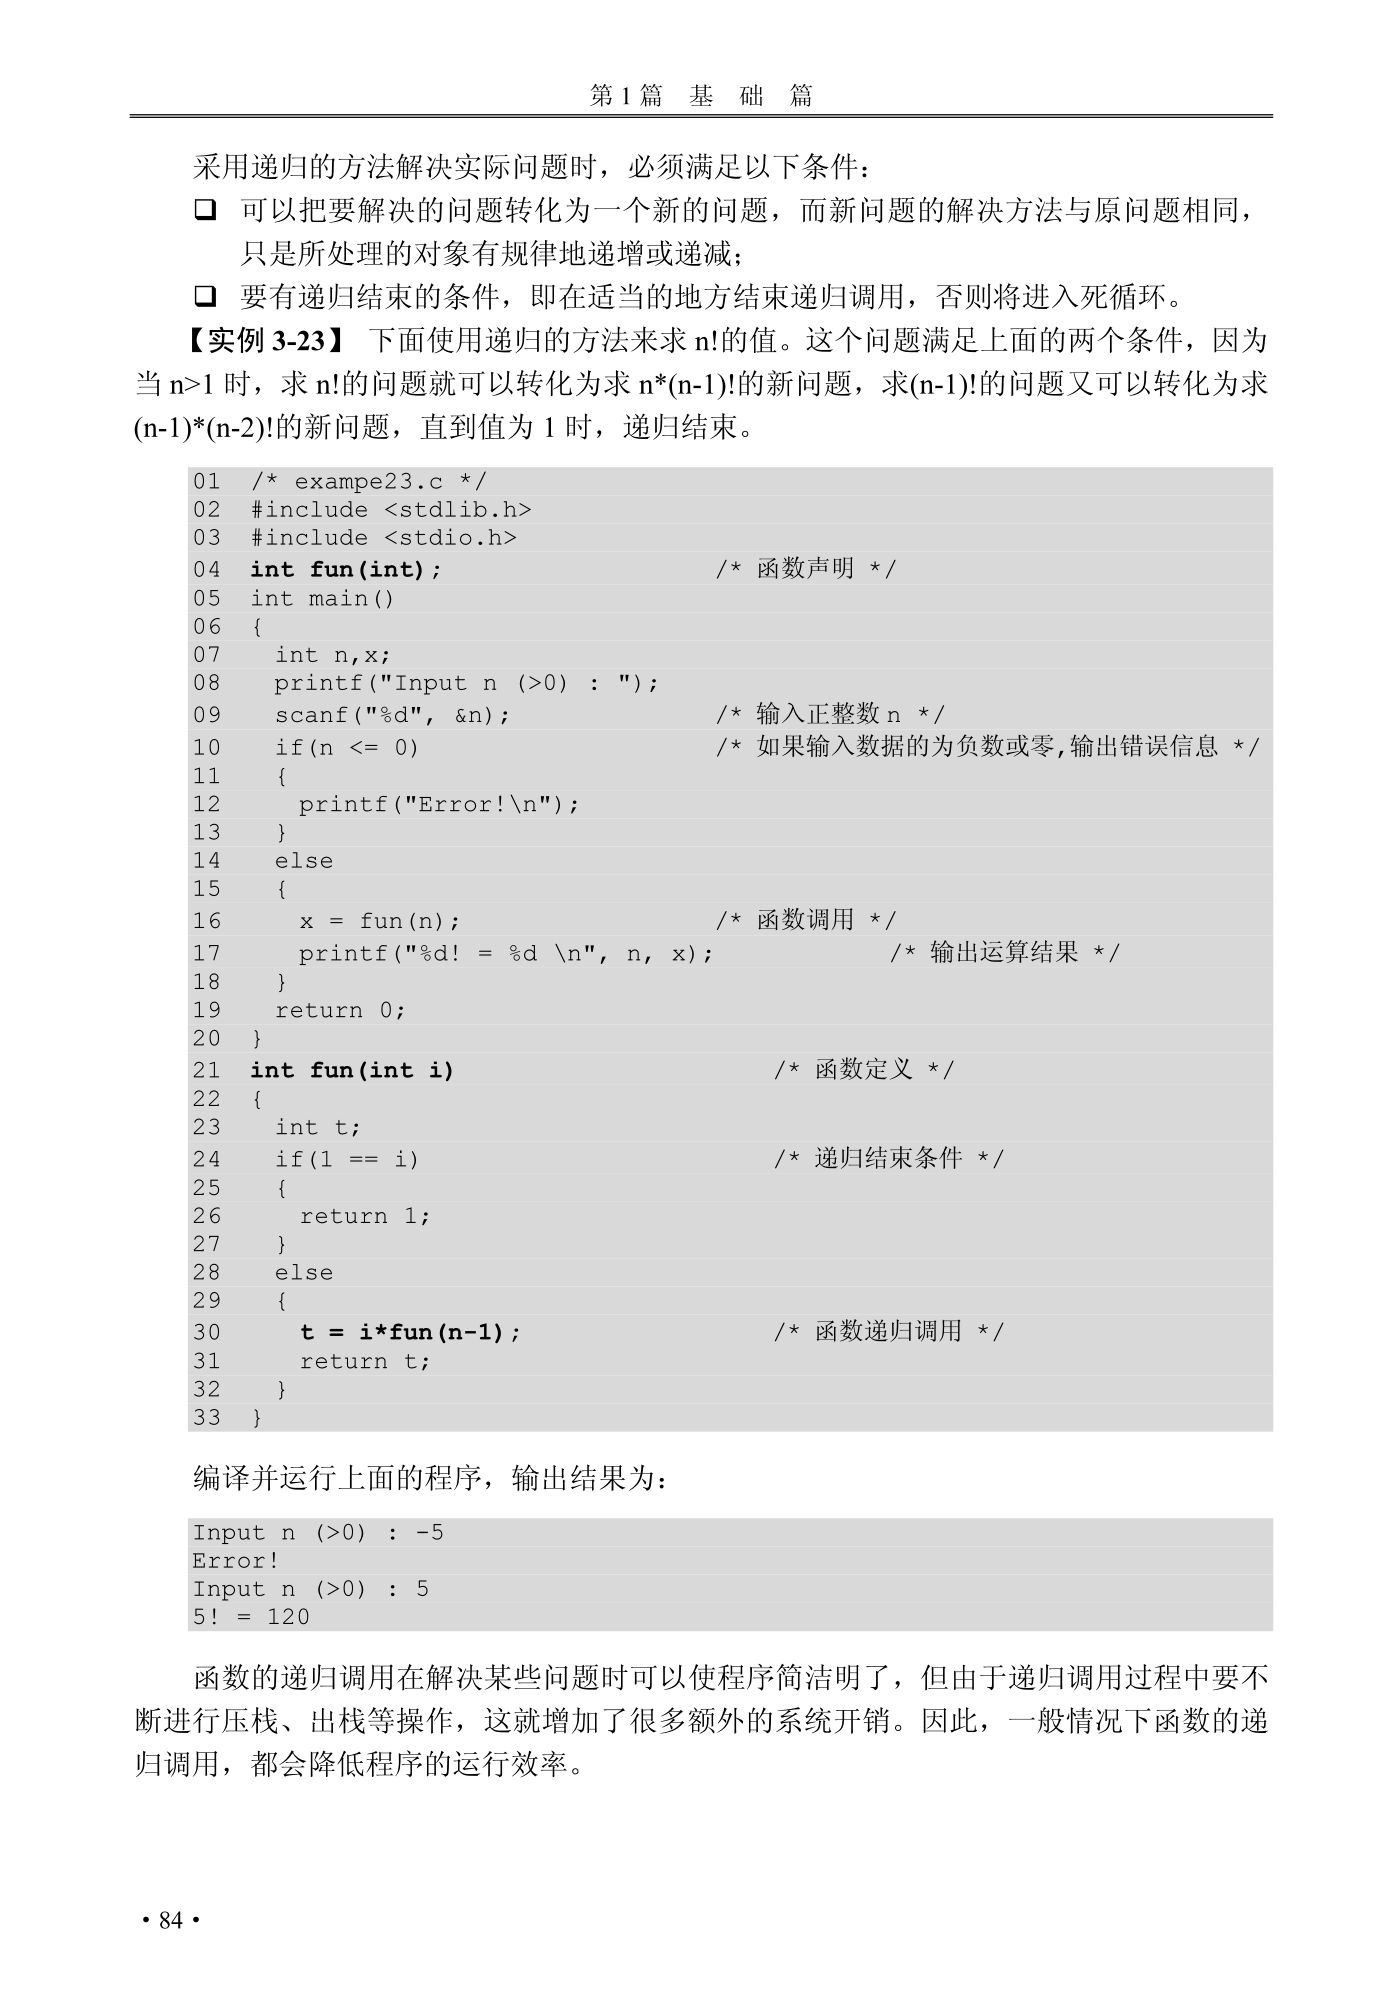 第 1 篇 基 础 篇
采用递归的方法解决实际问题时，必须满足以下条件：
❑ 可以把要解决的问题转化为一个新的问题，而新问题的解决方法与原问题相同，
只是所处理的对象有规律地递增或递减；
❑ 要有递归结束的条件，即在适当的地方结束递归调用，否则将进入死循环。
【实例 3-23】 下面使用递归的方法来求 n!的值。这个问题满足上面的两个条件，因为
当 n>1 时，求 n!的问题就可以转化为求 n*(n-1)!的新问题，求(n-1)!的问题又可以转化为求
(n-1)*(n-2)!的新问题，直到值为 1 时，递归结束。
01 /* exampe23.c */
02 #include <stdlib.h>
03 #include <stdio.h>
04 int fun(int); /* 函数声明 */
05 int main()
06 {
07 int n,x;
08 printf("Input n (>0) : ");
09 scanf("%d", &n); /* 输入正整数 n */
10 if(n <= 0) /* 如果输入数据的为负数或零,输出错误信息 */
11 {
12 printf("Error!\n");
13 }
14 else
15 {
16 x = fun(n); /* 函数调用 */
17 printf("%d! = %d \n", n, x); /* 输出运算结果 */
18 }
19 return 0;
20 }
21 int fun(int i) /* 函数定义 */
22 {
23 int t;
24 if(1 == i) /* 递归结束条件 */
25 {
26 return 1;
27 }
28 else
29 {
30 t = i*fun(n-1); /* 函数递归调用 */
31 return t;
32 }
33 }
编译并运行上面的程序，输出结果为：
Input n (>0) : -5
Error!
Input n (>0) : 5
5! = 120
函数的递归调用在解决某些问题时可以使程序简洁明了，但由于递归调用过程中要不
断进行压栈、出栈等操作，这就增加了很多额外的系统开销。因此，一般情况下函数的递
归调用，都会降低程序的运行效率。
• 84 •